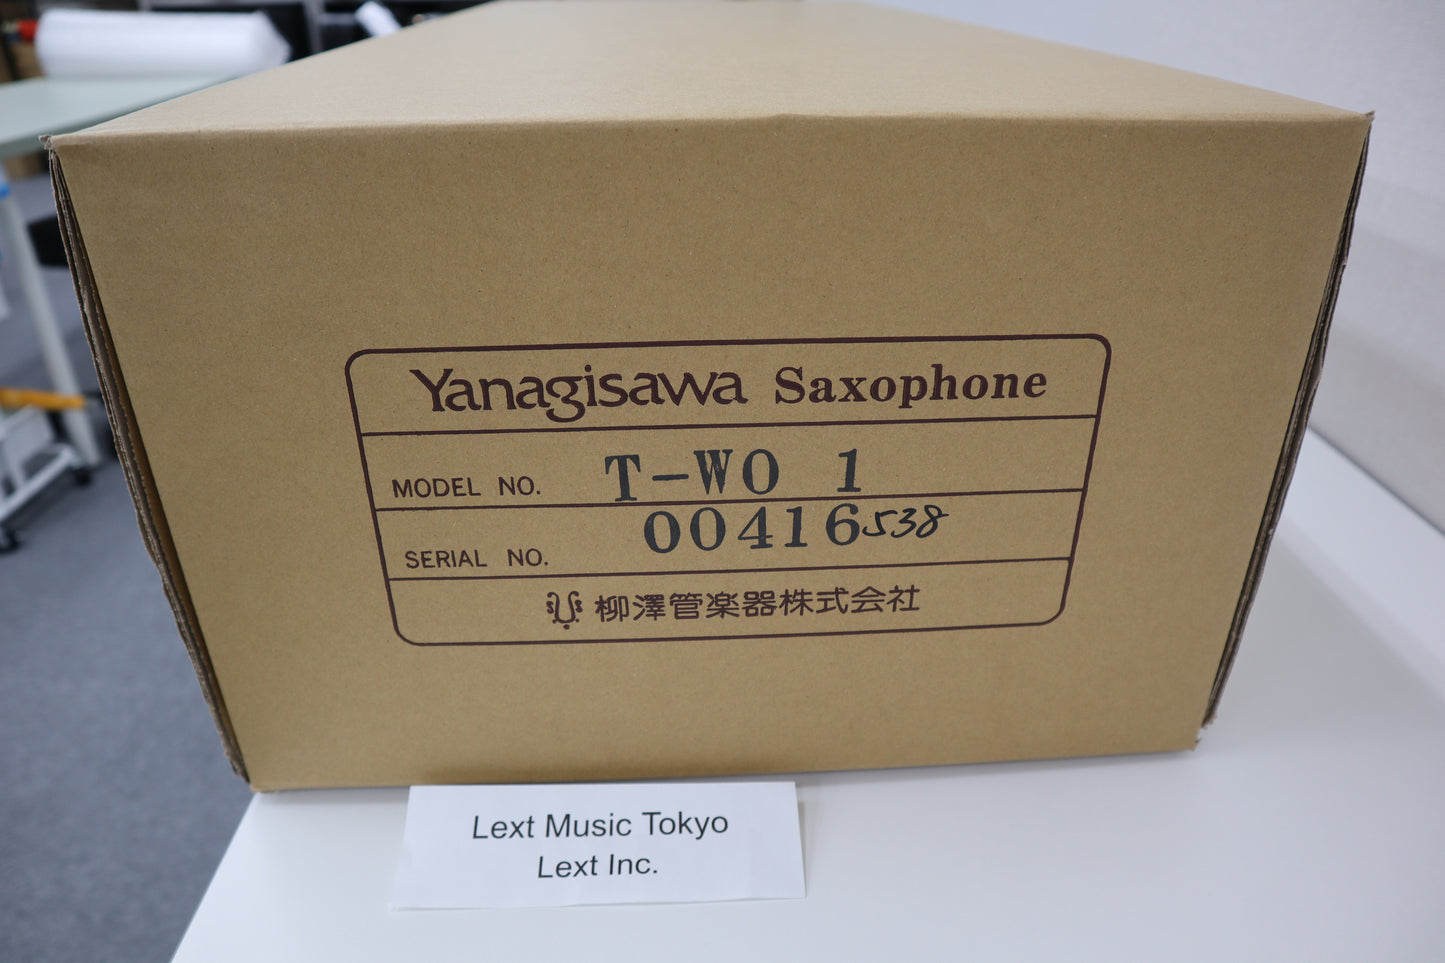 Yanagisawa Saxophone
MODEL NO. T-WO 1
SERIAL NO. 00416538
柳澤管楽器株式会社
Lext Music Tokyo
Lext Inc.